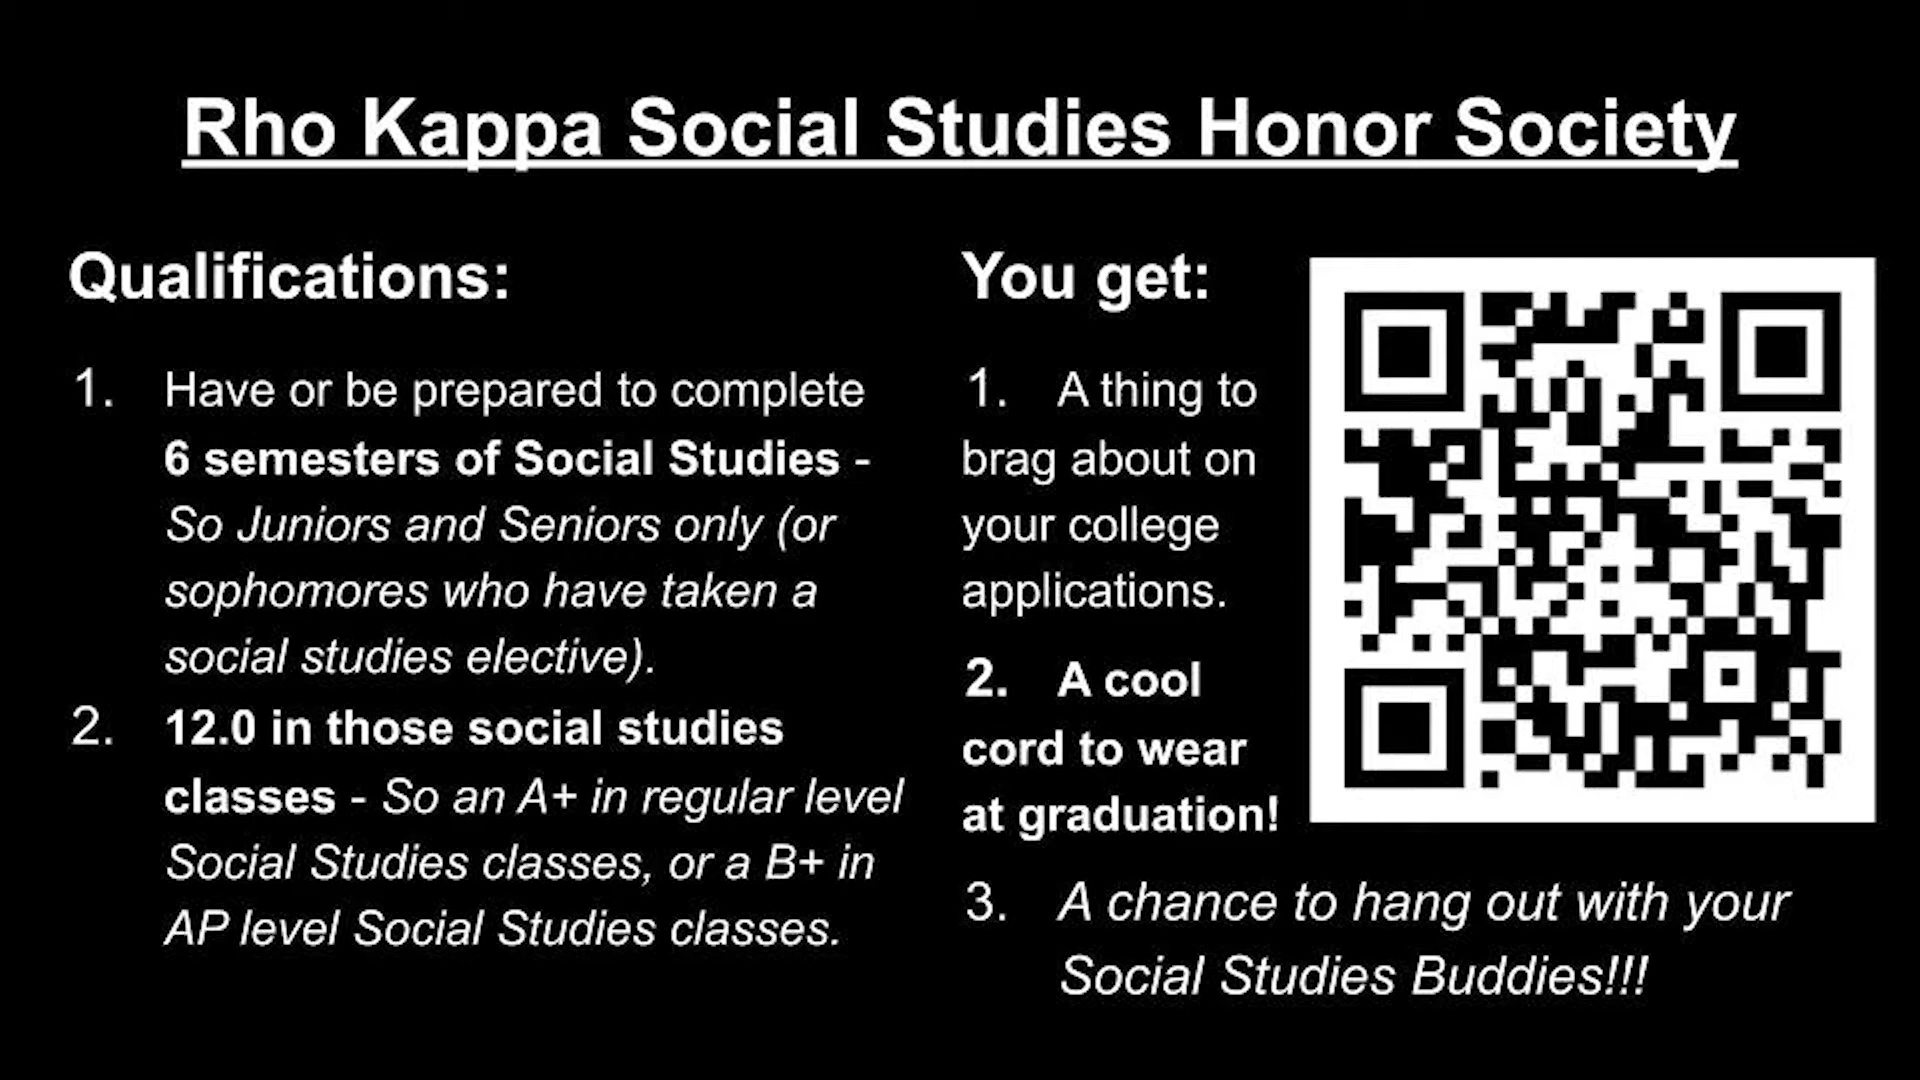 Rho Kappa Social Studies Honor Society
Qualifications:
1. Have or be prepared to complete
6 semesters of Social Studies -
So Juniors and Seniors only (or
sophomores who have taken a
social studies elective).
2. 12.0 in those social studies
classes - So an A+ in regular level
Social Studies classes, or a B+ in
AP level Social Studies classes.
You get:
1. A thing to
brag about on
your college
applications.
2. A cool
cord to wear
at graduation!
3. A chance to hang out with your
Social Studies Buddies!!!